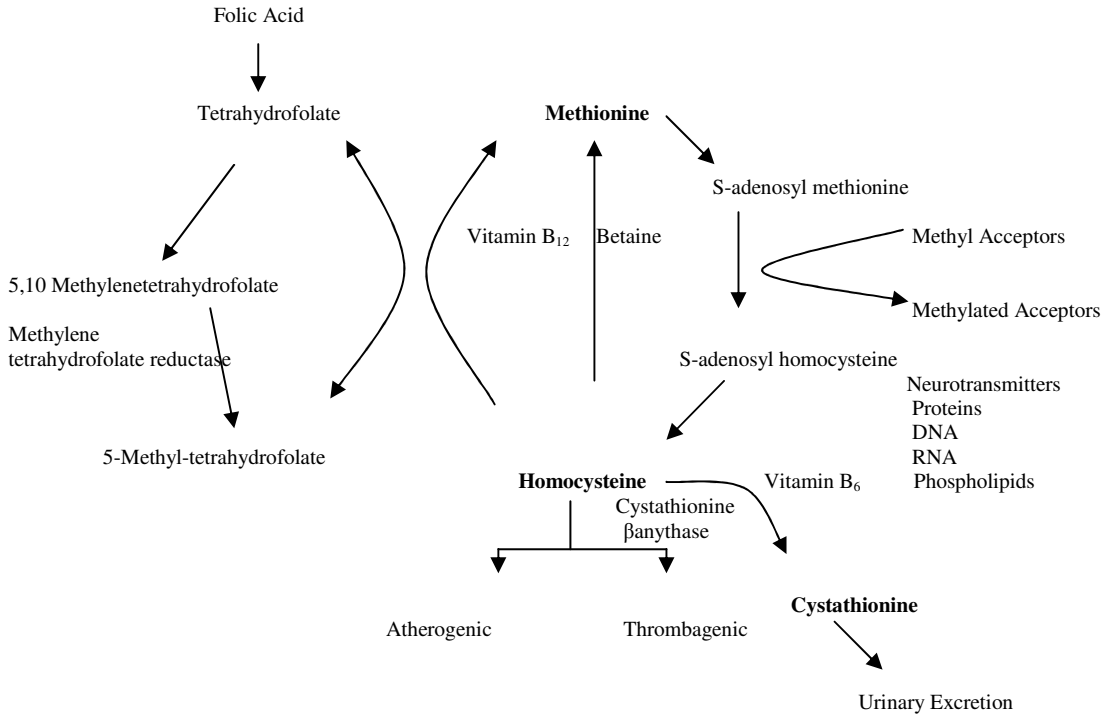 Folic Acid
Tetrahydrofolate
Methionine
S-adenosyl methionine
Vitamin B12
Betaine
Methyl Acceptors
5,10 Methylenetetrahydrofolate
Methylated Acceptors
Methylene
tetrahydrofolate reductase
S-adenosyl homocysteine
Neurotransmitters
Proteins
DNA
RNA
Phospholipids
5-Methyl-tetrahydrofolate
Homocysteine
Vitamin B6
Cystathionine
βanythase
Cystathionine
Atherogenic
Thrombagenic
Urinary Excretion